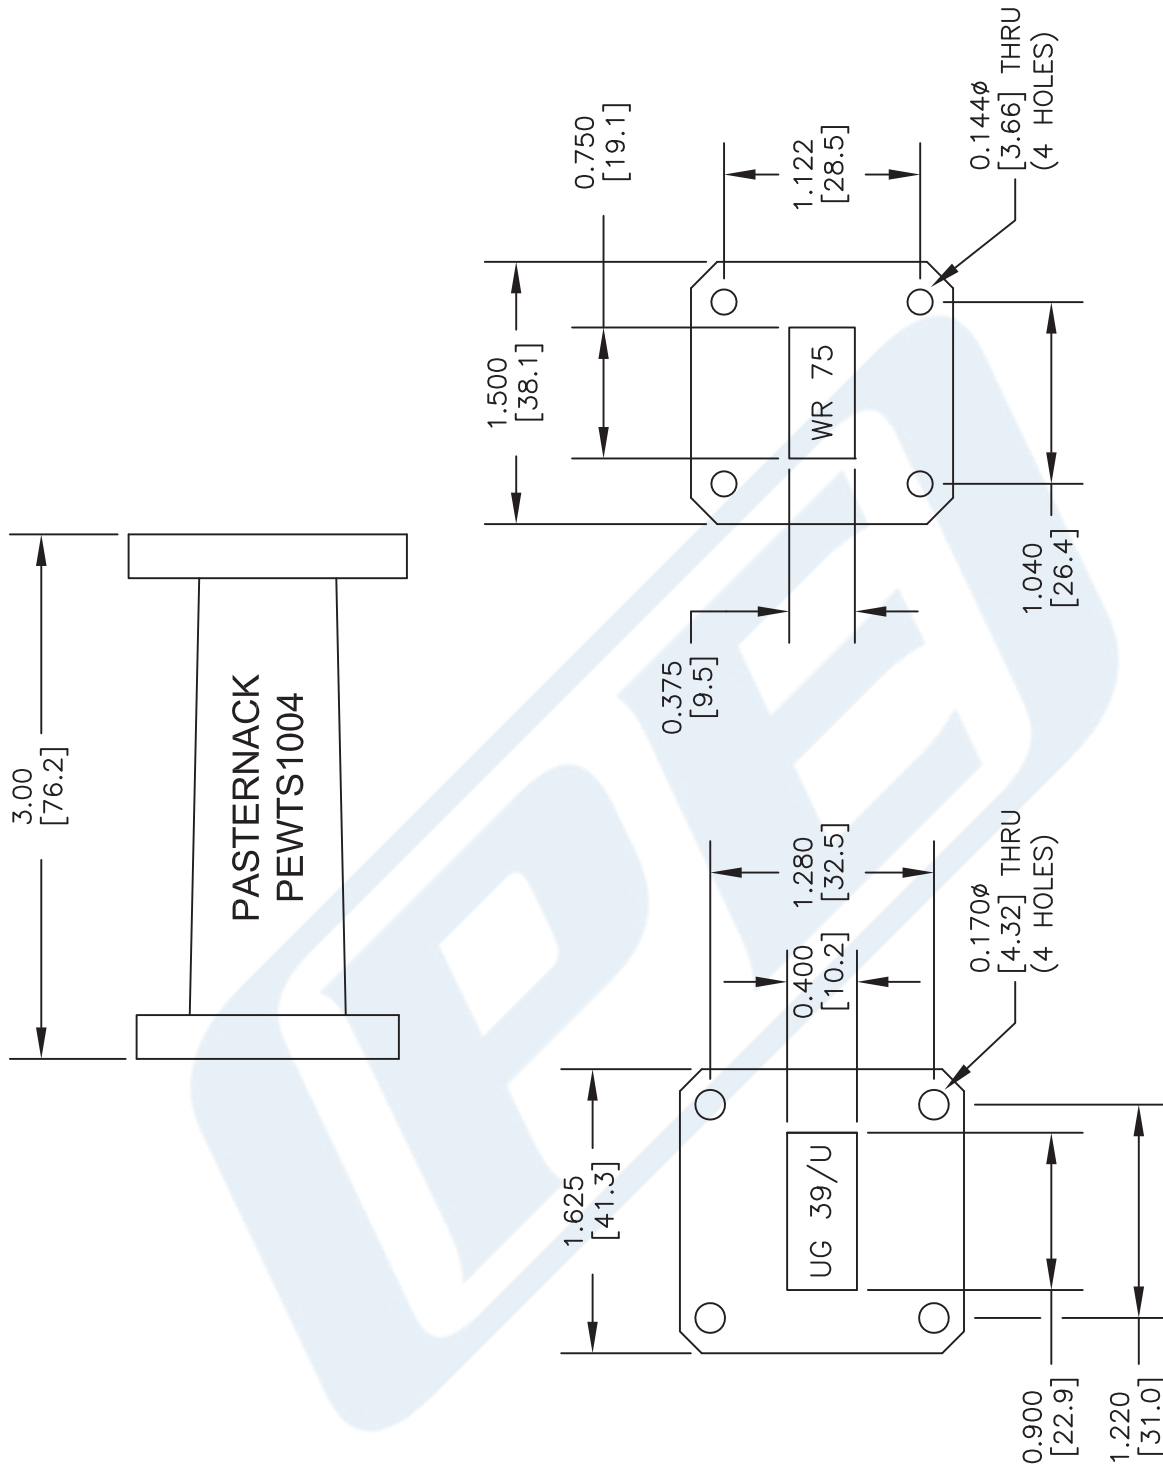 3.00
[76.2]
PASTERNACK
PEWTS1004
1.625
[41.3]
UG 39/U
0.400
[10.2]
1.280
[32.5]
0.170ø
[4.32] THRU
(4 HOLES)
0.900
[22.9]
1.220
[31.0]
1.500
[38.1]
0.750
[19.1]
WR 75
0.375
[9.5]
1.122
[28.5]
0.144ø
[3.66] THRU
(4 HOLES)
1.040
[26.4]
PE